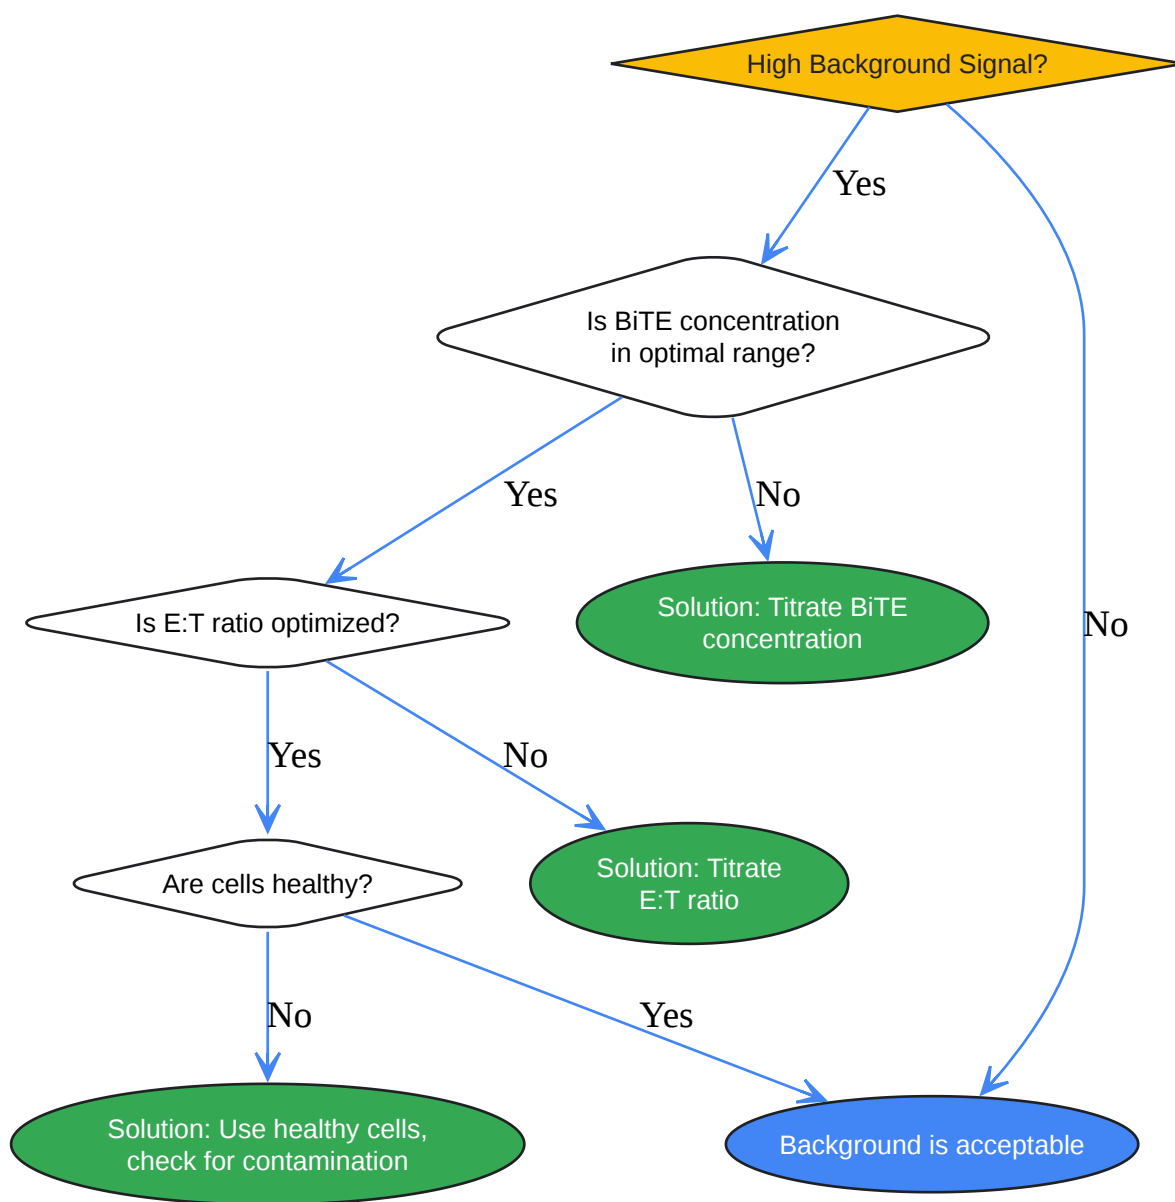 High Background Signal?
Yes
Is BiTE concentration
in optimal range?
Yes
No
Is E:T ratio optimized?
Solution: Titrate BiTE
concentration
No
Yes
No
Are cells healthy?
Solution: Titrate
E:T ratio
No
Yes
Solution: Use healthy cells,
check for contamination
Background is acceptable